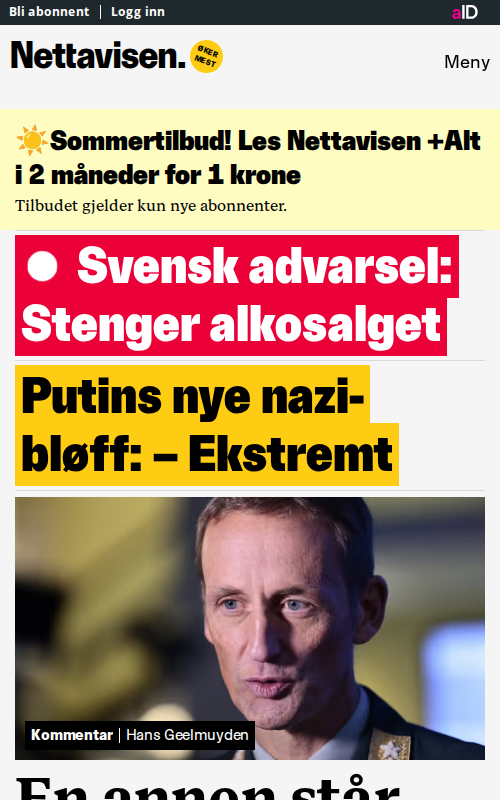 Bli abonnent | Logg inn
aID
Nettavisen.
ØKER
MEST
Meny
☀️Sommertilbud! Les Nettavisen +Alt
i 2 måneder for 1 krone
Tilbudet gjelder kun nye abonnenter.
Svensk advarsel:
Stenger alkosalget
Putins nye nazi-
bløff: – Ekstremt
Kommentar | Hans Geelmuyden
En annen står